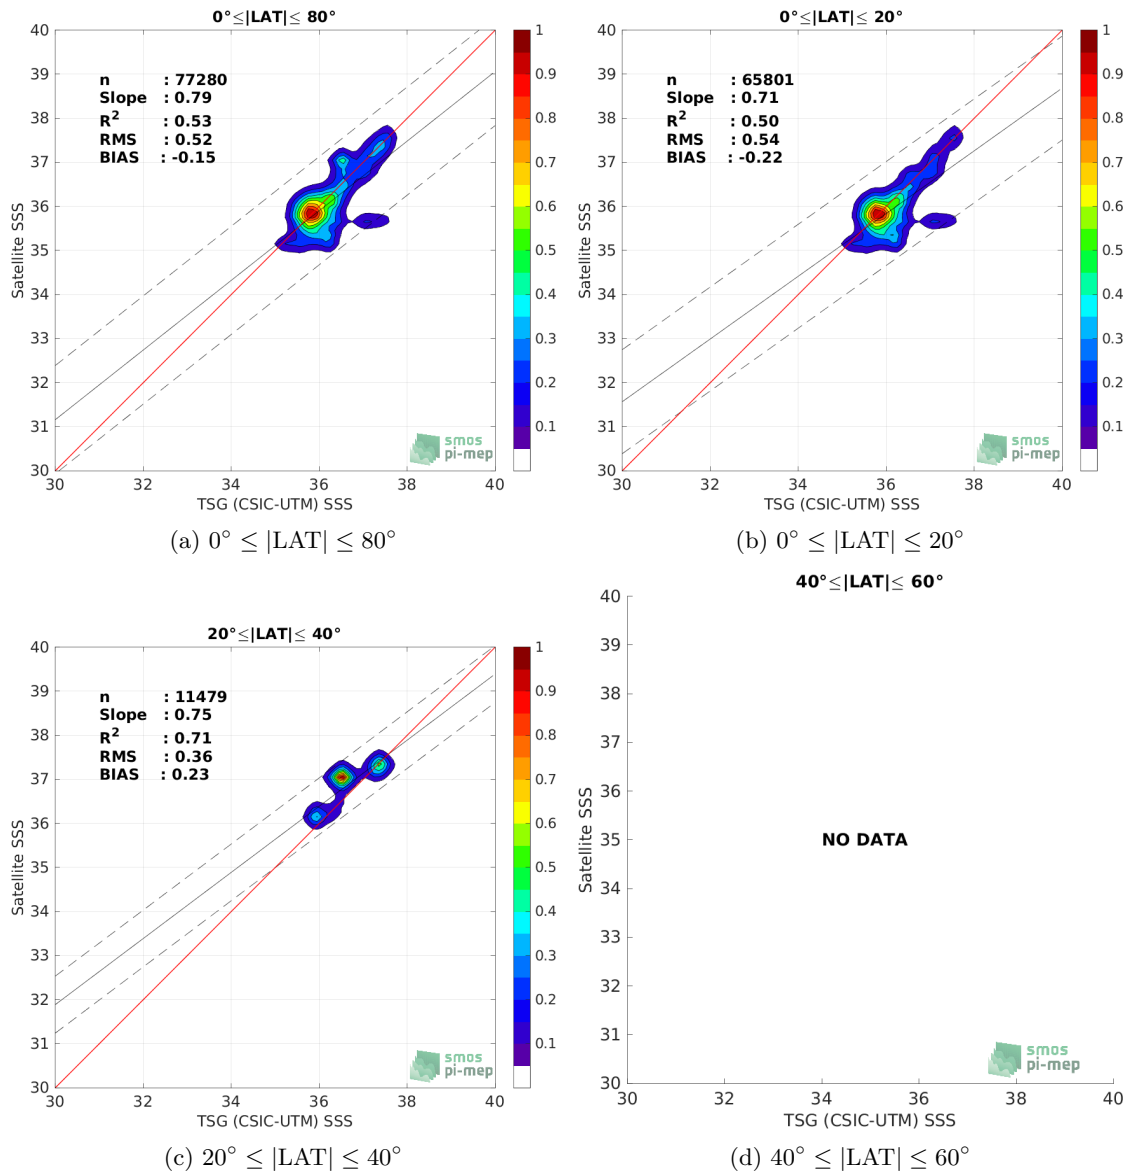 0°≤|LAT|≤ 80°
40
39
38
37
36
35
34
33
32
31
30
Satellite SSS
n : 77280
Slope : 0.79
R² : 0.53
RMS : 0.52
BIAS : -0.15
1
0.9
0.8
0.7
0.6
0.5
0.4
0.3
0.2
0.1
smos
pi-mep
30 32 34 36 38 40
TSG (CSIC-UTM) SSS
(a) 0° ≤ |LAT| ≤ 80°
0°≤|LAT|≤ 20°
40
39
38
37
36
35
34
33
32
31
30
Satellite SSS
n : 65801
Slope : 0.71
R² : 0.50
RMS : 0.54
BIAS : -0.22
1
0.9
0.8
0.7
0.6
0.5
0.4
0.3
0.2
0.1
smos
pi-mep
30 32 34 36 38 40
TSG (CSIC-UTM) SSS
(b) 0° ≤ |LAT| ≤ 20°
20°≤|LAT|≤ 40°
40
39
38
37
36
35
34
33
32
31
30
Satellite SSS
n : 11479
Slope : 0.75
R² : 0.71
RMS : 0.36
BIAS : 0.23
1
0.9
0.8
0.7
0.6
0.5
0.4
0.3
0.2
0.1
smos
pi-mep
30 32 34 36 38 40
TSG (CSIC-UTM) SSS
(c) 20° ≤ |LAT| ≤ 40°
40°≤|LAT|≤ 60°
40
39
38
37
36
35
34
33
32
31
30
Satellite SSS
NO DATA
smos
pi-mep
30 32 34 36 38 40
TSG (CSIC-UTM) SSS
(d) 40° ≤ |LAT| ≤ 60°